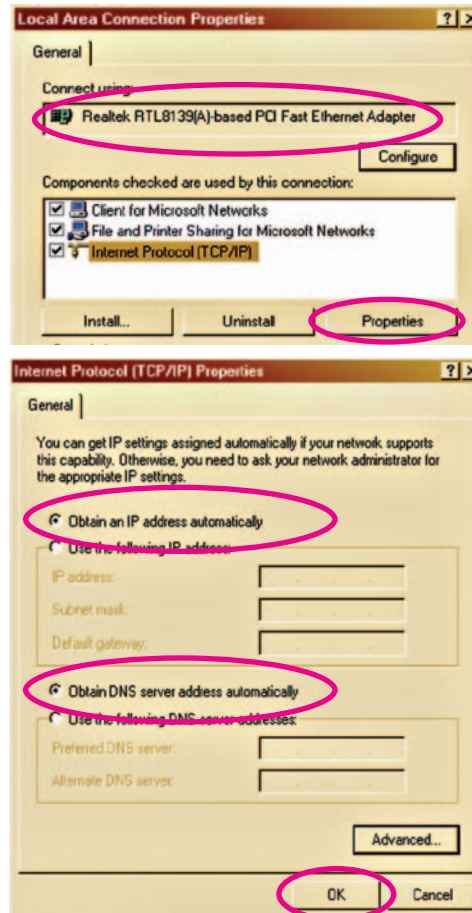 Local Area Connection Properties
General
Connect using:
Realtek RTL8139(A)-based PCI Fast Ethernet Adapter
Configure
Components checked are used by this connection:
Client for Microsoft Networks
File and Printer Sharing for Microsoft Networks
Internet Protocol (TCP/IP)
Install... Uninstall Properties
Internet Protocol (TCP/IP) Properties
General
You can get IP settings assigned automatically if your network supports
this capability. Otherwise, you need to ask your network administrator for
the appropriate IP settings.
Obtain an IP address automatically
Use the following IP address:
IP address:
Subnet mask:
Default gateway:
Obtain DNS server address automatically
Use the following DNS server addresses:
Preferred DNS server:
Alternate DNS server:
Advanced...
OK Cancel